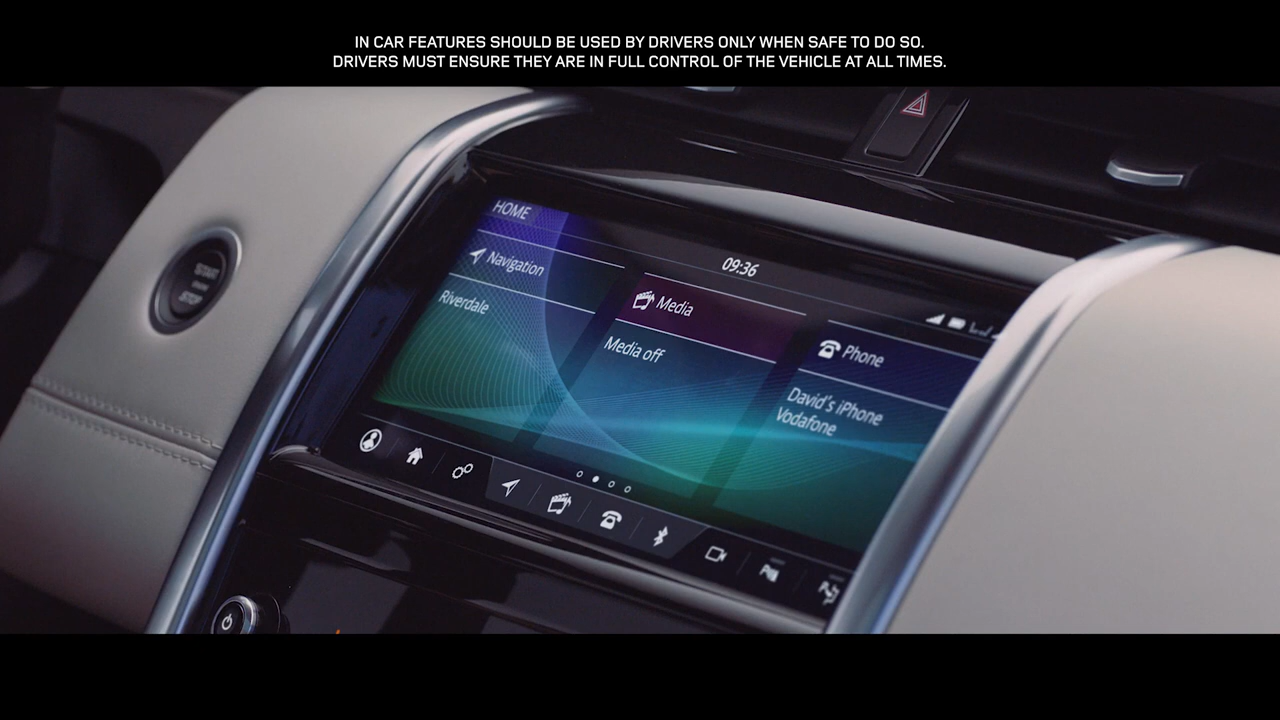 IN CAR FEATURES SHOULD BE USED BY DRIVERS ONLY WHEN SAFE TO DO SO.
DRIVERS MUST ENSURE THEY ARE IN FULL CONTROL OF THE VEHICLE AT ALL TIMES.
HOME
09:36
Navigation
Riverdale
Media
Media off
Phone
David's iPhone
Vodafone
START
STOP